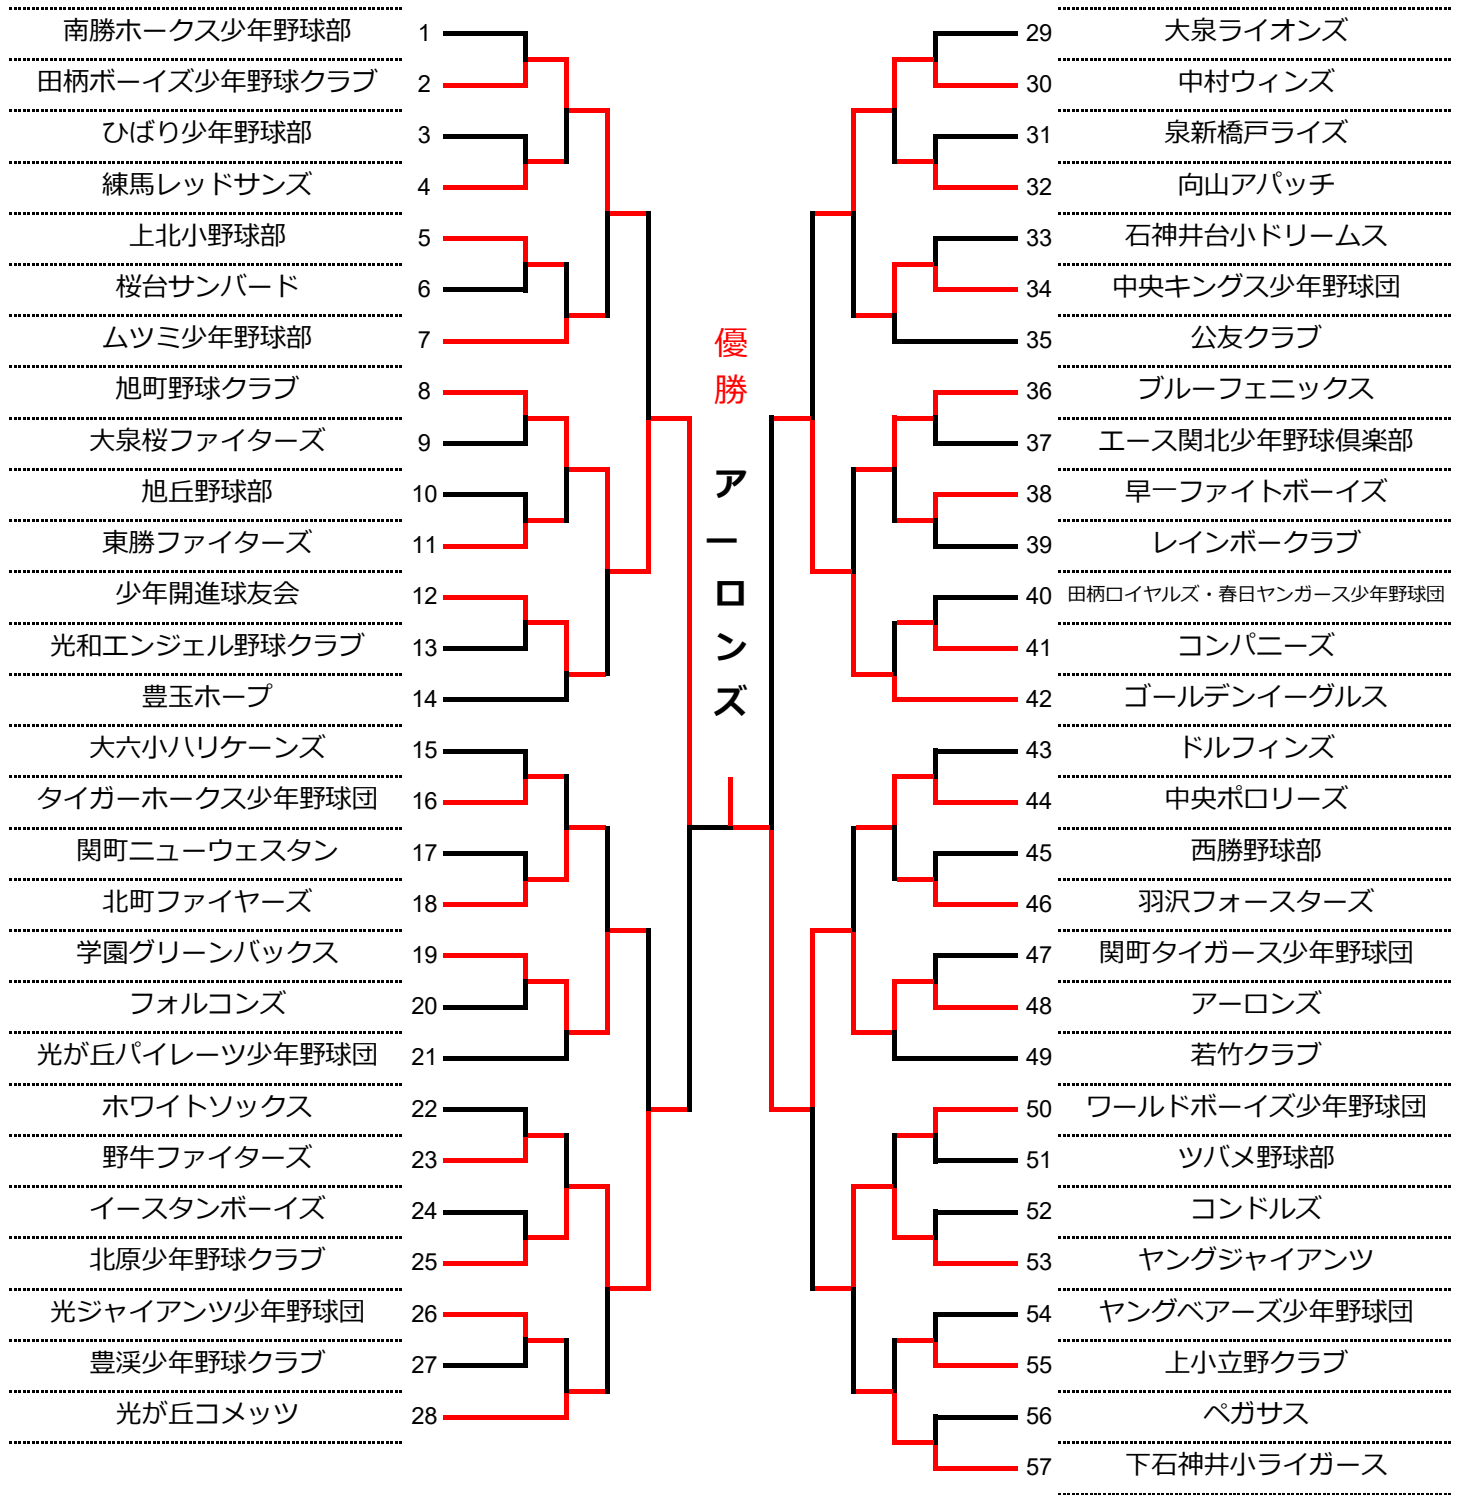 南勝ホークス少年野球部 1
田柄ボーイズ少年野球クラブ 2
ひばり少年野球部 3
練馬レッドサンズ 4
上北小野球部 5
桜台サンバード 6
ムツミ少年野球部 7
旭町野球クラブ 8
大泉桜ファイターズ 9
旭丘野球部 10
東勝ファイターズ 11
少年開進球友会 12
光和エンジェル野球クラブ 13
豊玉ホープ 14
大六小ハリケーンズ 15
タイガーホークス少年野球団 16
関町ニューウェスタン 17
北町ファイヤーズ 18
学園グリーンバックス 19
フォルコンズ 20
光が丘パイレーツ少年野球団 21
ホワイトソックス 22
野牛ファイターズ 23
イースタンボーイズ 24
北原少年野球クラブ 25
光ジャイアンツ少年野球団 26
豊渓少年野球クラブ 27
光が丘コメッツ 28
優勝
アーロンズ
29 大泉ライオンズ
30 中村ウィンズ
31 泉新橋戸ライズ
32 向山アパッチ
33 石神井台小ドリームス
34 中央キングス少年野球団
35 公友クラブ
36 ブルーフェニックス
37 エース関北少年野球倶楽部
38 早一ファイトボーイズ
39 レインボークラブ
40 田柄ロイヤルズ・春日ヤンガース少年野球団
41 コンパニーズ
42 ゴールデンイーグルス
43 ドルフィンズ
44 中央ポロリーズ
45 西勝野球部
46 羽沢フォースターズ
47 関町タイガース少年野球団
48 アーロンズ
49 若竹クラブ
50 ワールドボーイズ少年野球団
51 ツバメ野球部
52 コンドルズ
53 ヤングジャイアンツ
54 ヤングベアーズ少年野球団
55 上小立野クラブ
56 ペガサス
57 下石神井小ライガース